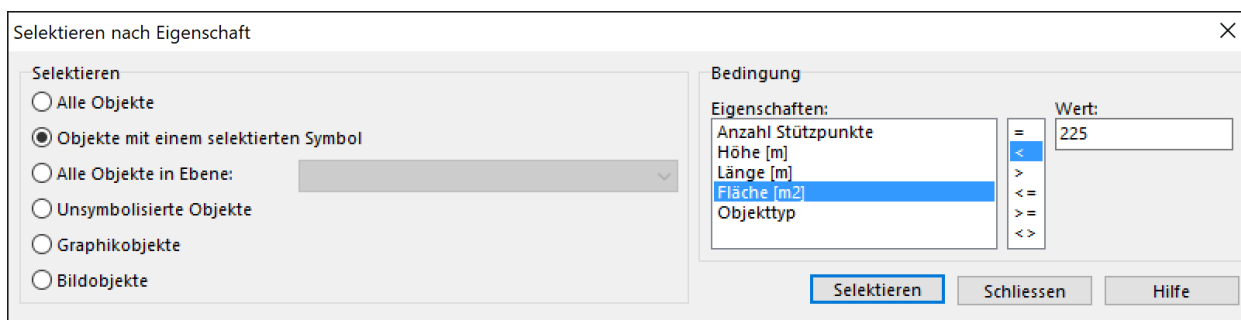 Selektieren nach Eigenschaft
Selektieren
Alle Objekte
Objekte mit einem selektierten Symbol
Alle Objekte in Ebene:
Unsymbolisierte Objekte
Graphikobjekte
Bildobjekte
Bedingung
Eigenschaften:
Anzahl Stützpunkte
Höhe [m]
Länge [m]
Fläche [m2]
Objekttyp
=
<
>
<=
>=
<>
Wert:
225
Selektieren
Schliessen
Hilfe